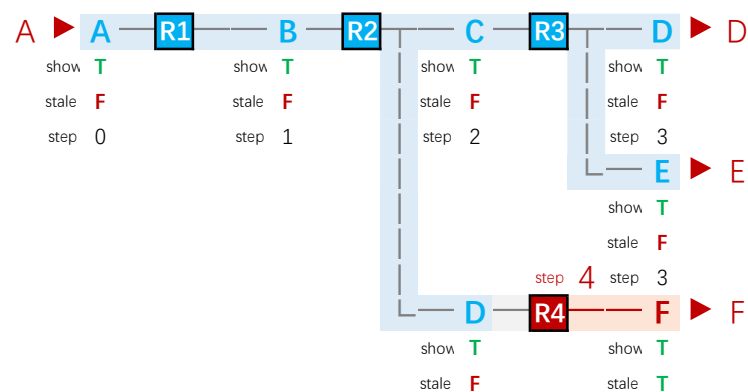 A A R1 B R2 C R3 D D
show T show T show T show T
stale F stale F stale F stale F
step 0 step 1 step 2 step 3
E E
show T
stale F
step 4 step 3
D R4 F F
show T show T
stale F stale T